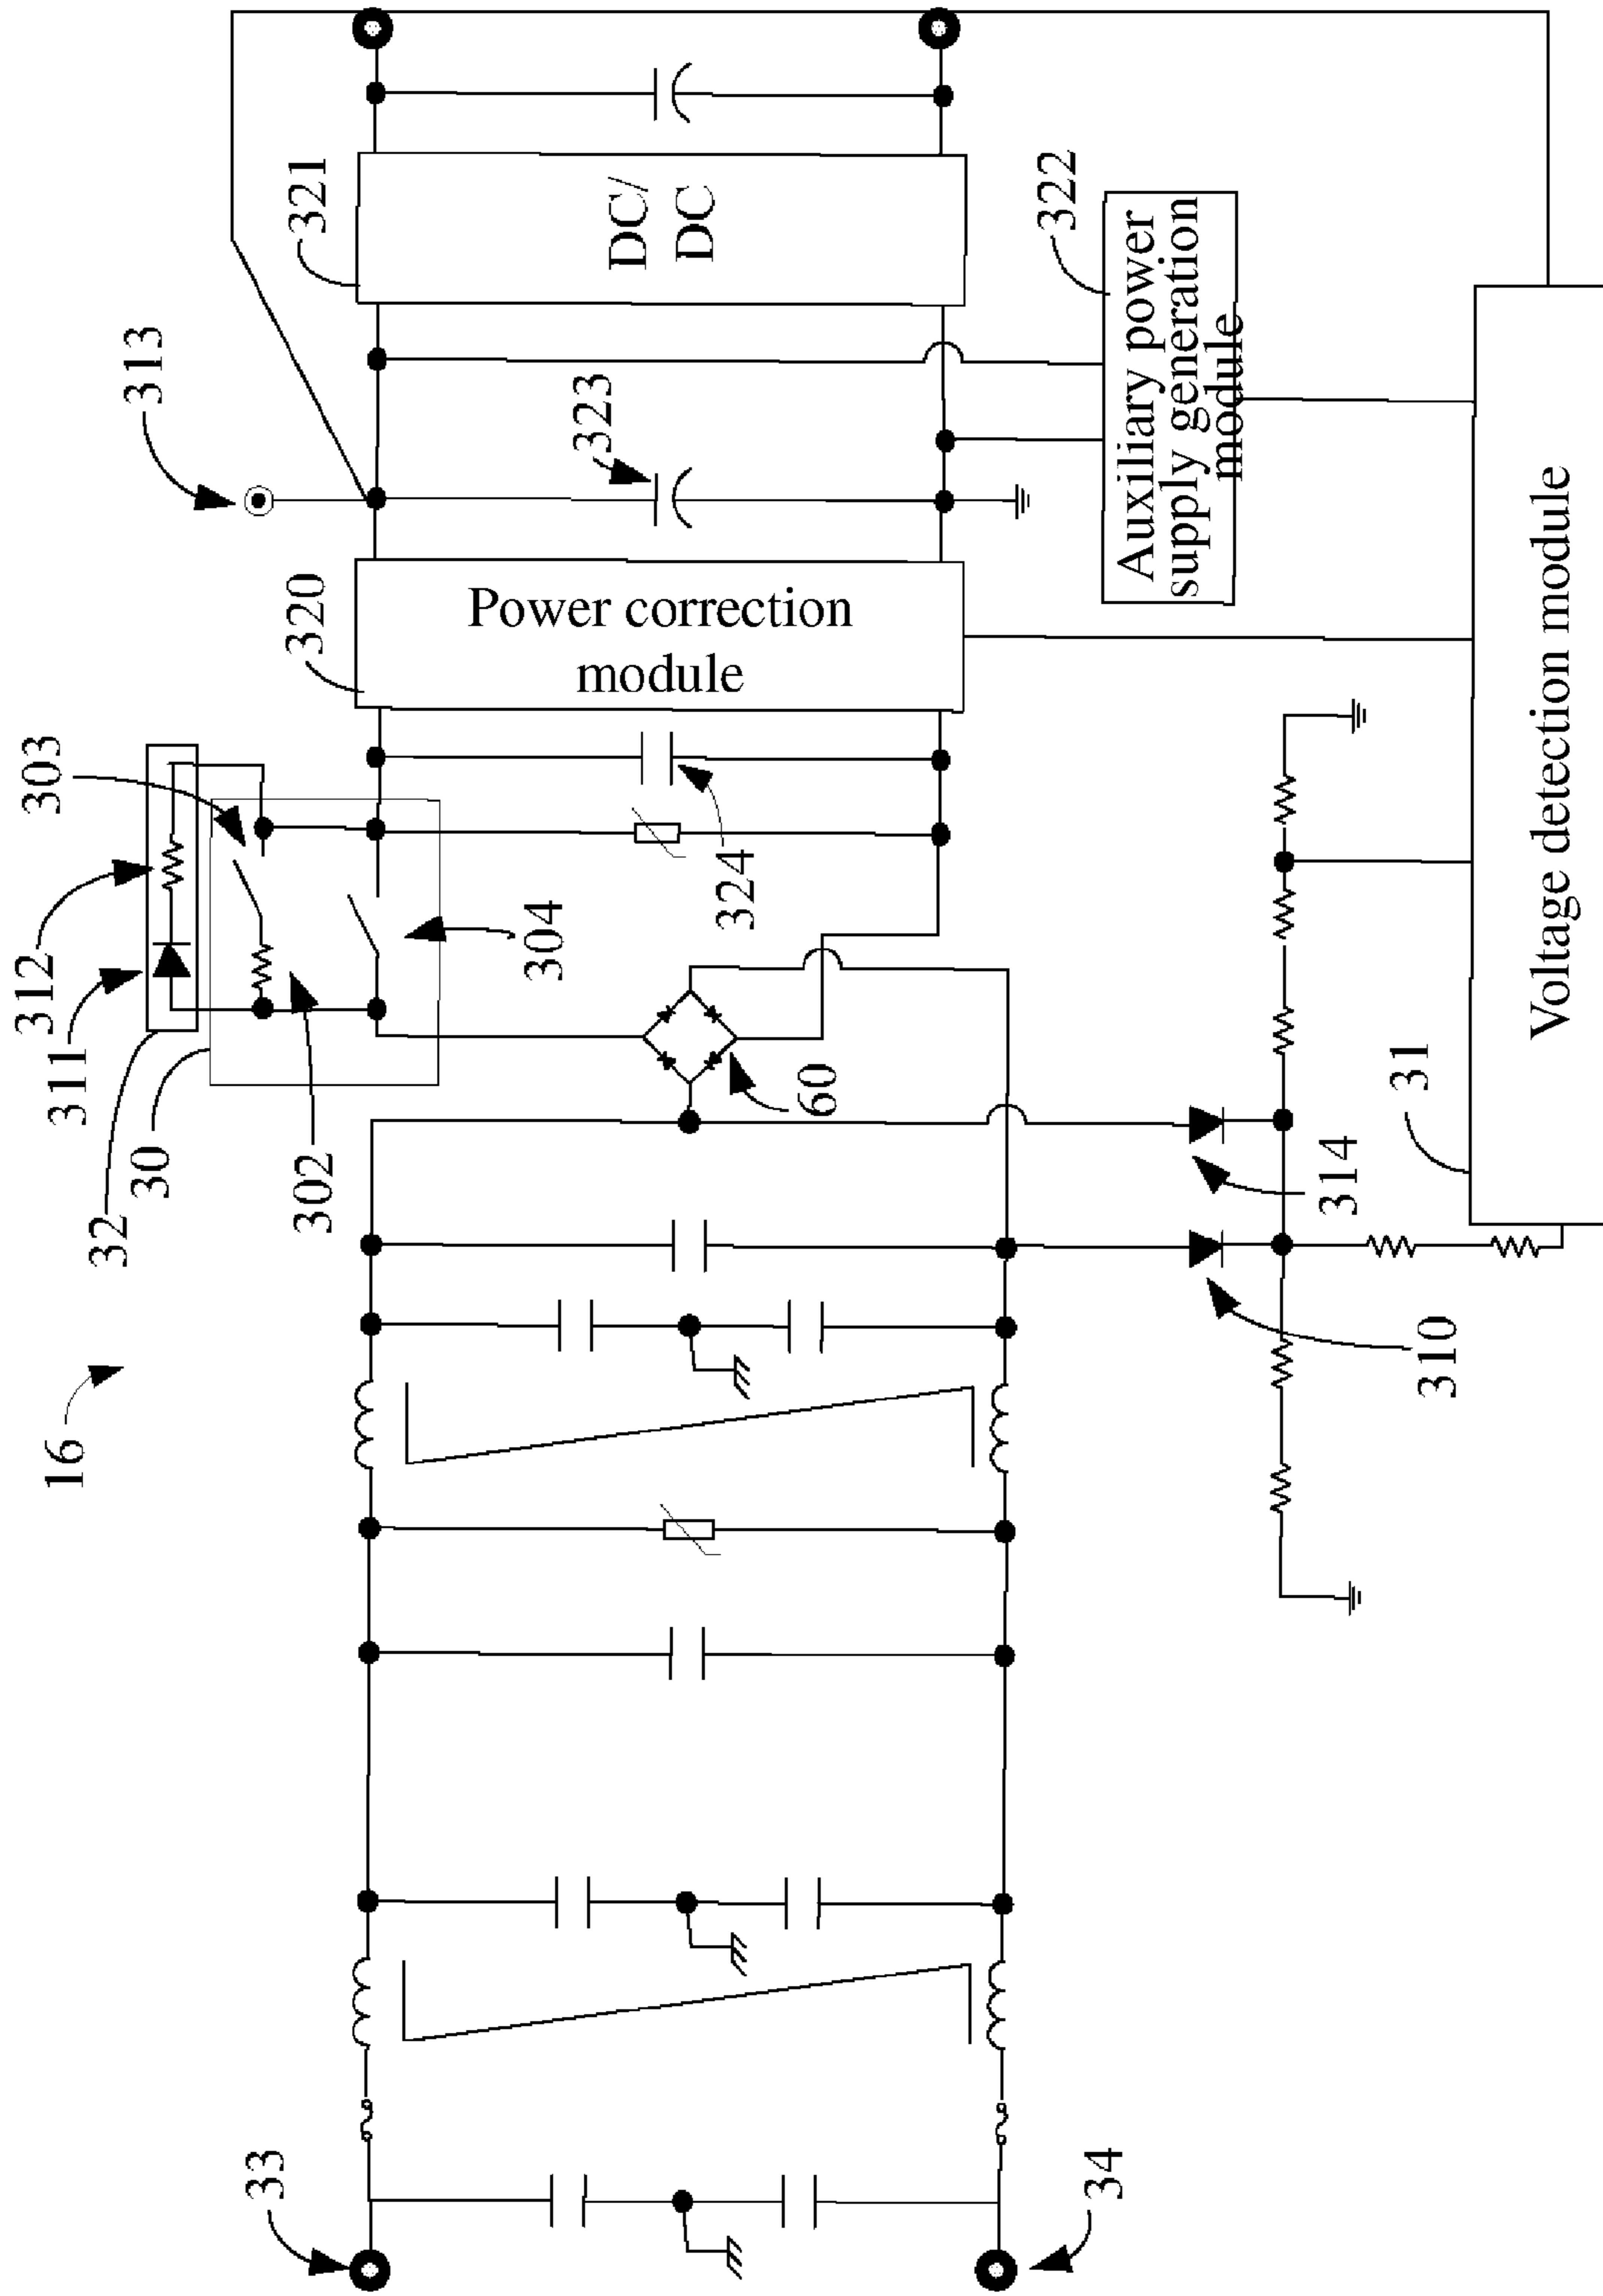 16
33
34
32
30
311
312
303
302
304
60
324
320
Power correction
module
313
323
321
DC/
DC
322
Auxiliary power
supply generation
module
310
314
31
Voltage detection module